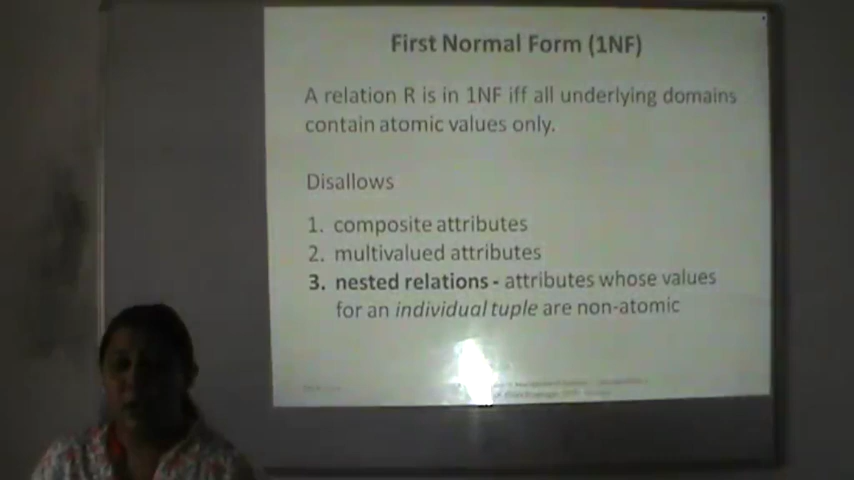 First Normal Form (1NF)
A relation R is in 1NF iff all underlying domains
contain atomic values only.
Disallows
1. composite attributes
2. multivalued attributes
3. nested relations - attributes whose values
for an individual tuple are non-atomic